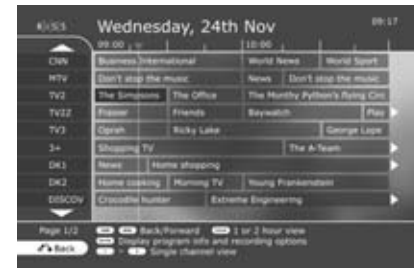 KISS Wednesday, 24th Nov 09:17
09:00 10:00
CNN Business International World News World Sport
MTV Don't stop the music News Don't stop the music
TV2 The Simpsons The Office The Monthy Python's flying Circ
TVZZ Frasier Friends Baywatch Play
TV3 Oprah Ricky Lake George Lope
3+ Shopping TV The A-Team
DK1 News Home shopping
DK2 Home cooking Morning TV Young Frankenstein
DISCOV Crocodile hunter Extreme Engineering
Page 1/2 Back/Forward 1 or 2 hour view
Display program info and recording options
Back - Single channel view